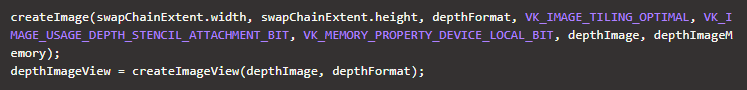 createImage(swapChainExtent.width, swapChainExtent.height, depthFormat, VK_IMAGE_TILING_OPTIMAL, VK_I
MAGE_USAGE_DEPTH_STENCIL_ATTACHMENT_BIT, VK_MEMORY_PROPERTY_DEVICE_LOCAL_BIT, depthImage, depthImageM
emory);
depthImageView = createImageView(depthImage, depthFormat);